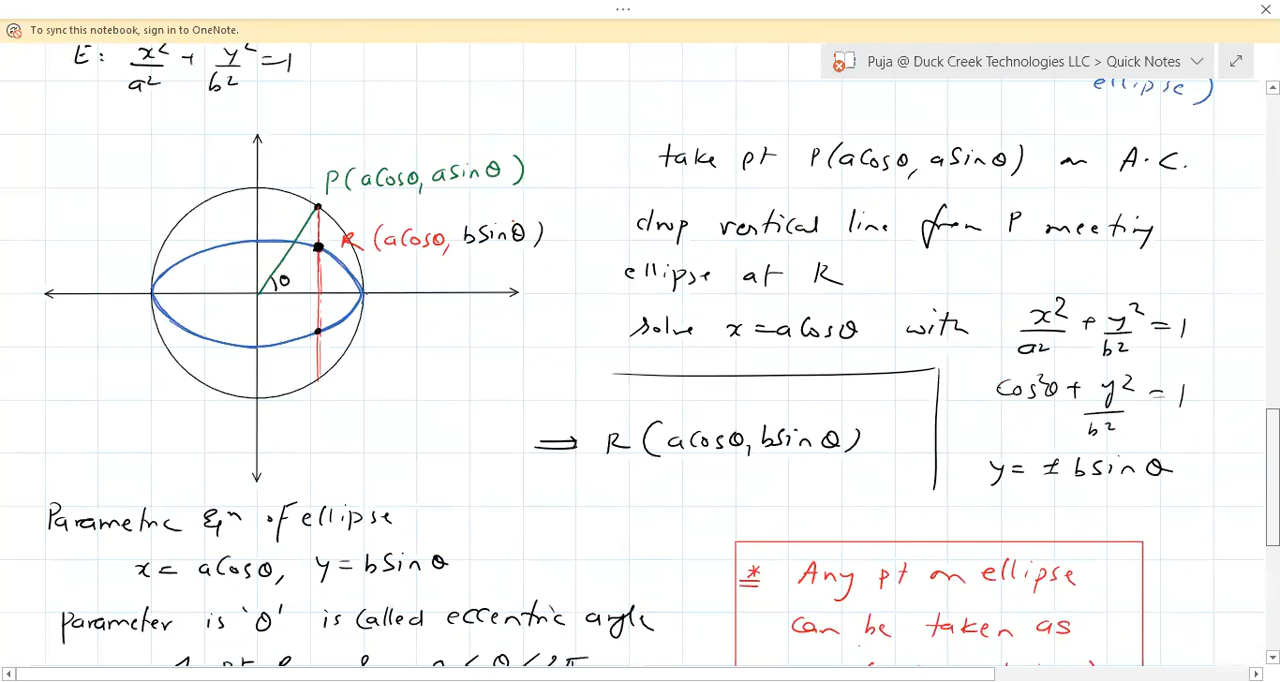 To sync this notebook, sign in to OneNote.
Puja @ Duck Creek Technologies LLC > Quick Notes
E: x²/a² + y²/b² = 1
ellipse)
P(acosθ, asinθ)
R (acosθ, bsinθ)
θ
take pt P(acosθ, asinθ) on A.C.
drop vertical line from P meeting
ellipse at R
solve x = acosθ with x²/a² + y²/b² = 1
cos²θ + y²/b² = 1
y = ± bsinθ
⇒ R (acosθ, bsinθ)
Parametric Eqn of ellipse
x = acosθ, y = bsinθ
parameter is 'θ' is called eccentric angle
* Any pt on ellipse
can be taken as